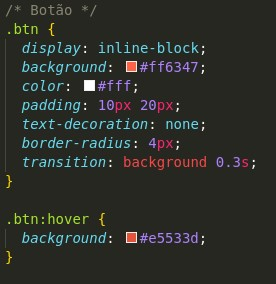 /* Botão */
.btn {
  display: inline-block;
  background: #ff6347;
  color: #fff;
  padding: 10px 20px;
  text-decoration: none;
  border-radius: 4px;
  transition: background 0.3s;
}

.btn:hover {
  background: #e5533d;
}